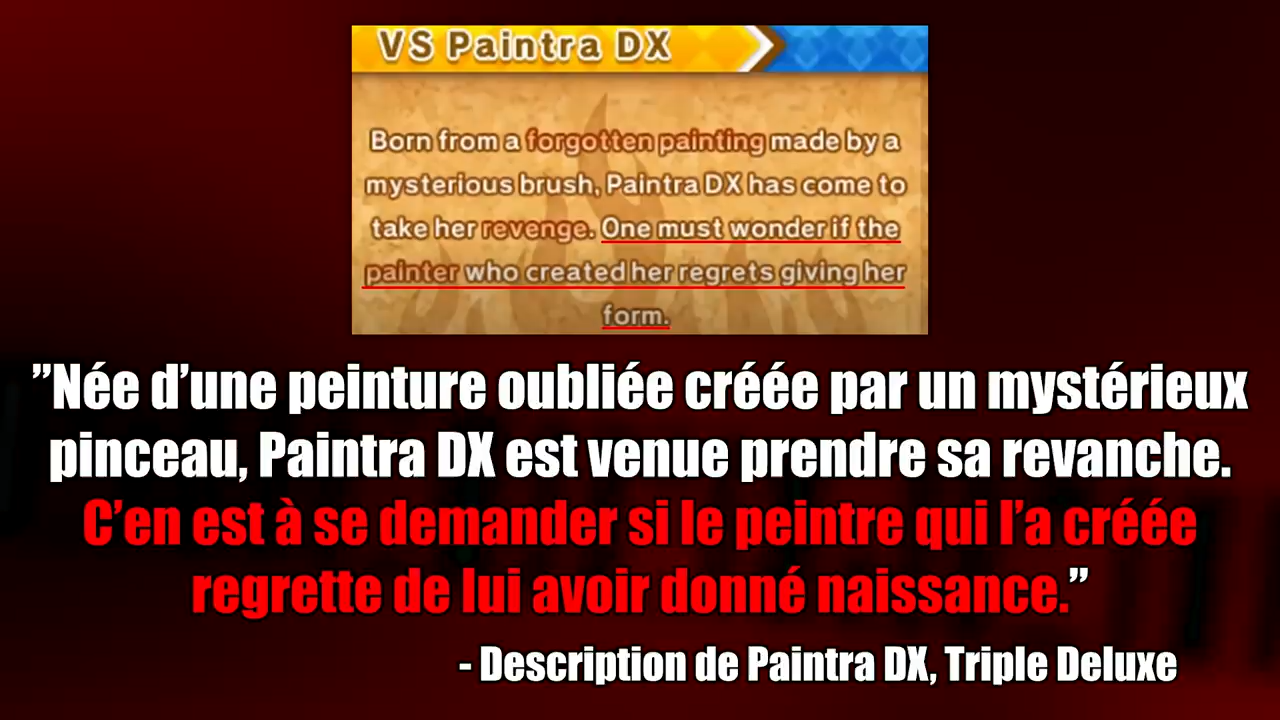 VS Paintra DX
Born from a forgotten painting made by a
mysterious brush, Paintra DX has come to
take her revenge. One must wonder if the
painter who created her regrets giving her
form.
”Née d’une peinture oubliée créée par un mystérieux
pinceau, Paintra DX est venue prendre sa revanche.
C’en est à se demander si le peintre qui l’a créée
regrette de lui avoir donné naissance.”
- Description de Paintra DX, Triple Deluxe